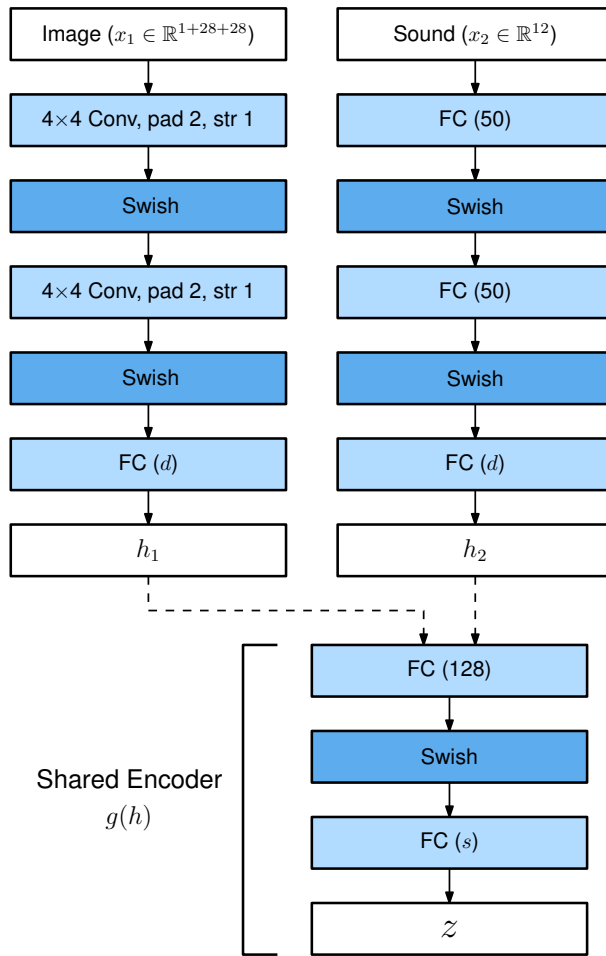 Image (x₁ ∈ ℝ¹⁺²⁸⁺²⁸)
4×4 Conv, pad 2, str 1
Swish
4×4 Conv, pad 2, str 1
Swish
FC (d)
h₁
Sound (x₂ ∈ ℝ¹²)
FC (50)
Swish
FC (50)
Swish
FC (d)
h₂
Shared Encoder
g(h)
FC (128)
Swish
FC (s)
z